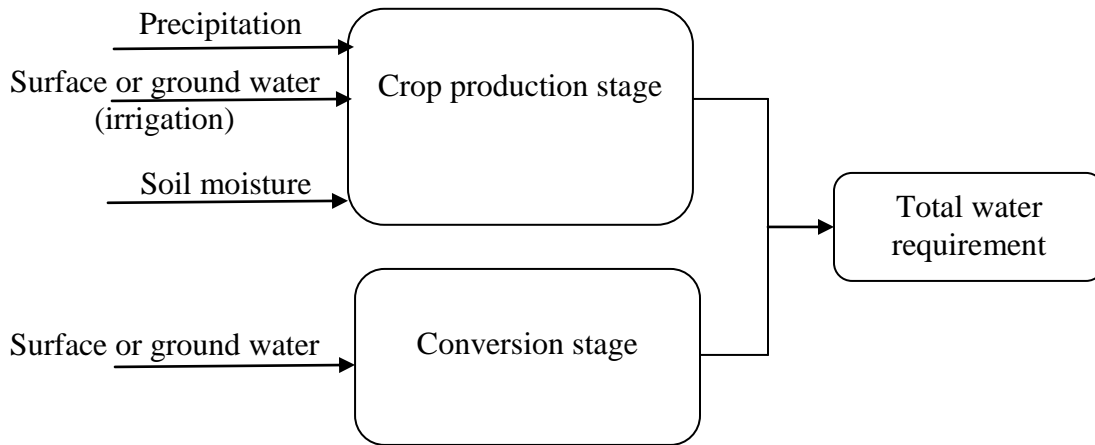 Precipitation
Surface or ground water
(irrigation)
Soil moisture
Crop production stage
Surface or ground water
Conversion stage
Total water
requirement